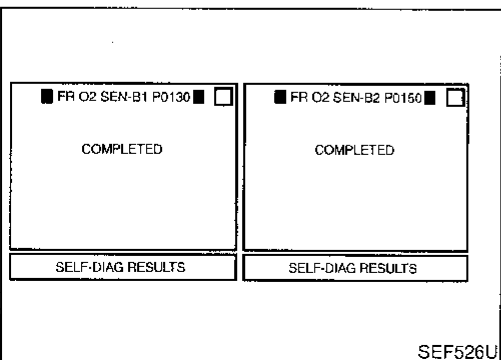 FR O2 SEN-B1 P0130
COMPLETED
SELF-DIAG RESULTS
FR O2 SEN-B2 P0150
COMPLETED
SELF-DIAG RESULTS
SEF526U